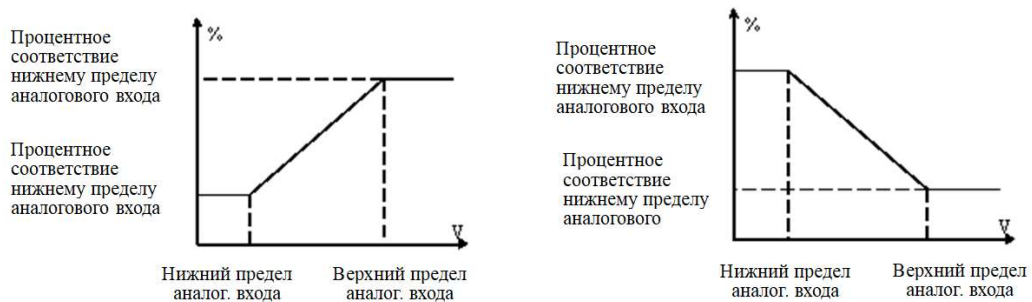 %
Процентное
соответствие
нижнему пределу
аналогового входа
Процентное
соответствие
нижнему пределу
аналогового входа
V
Нижний предел
аналог. входа
Верхний предел
аналог. входа
%
Процентное
соответствие
нижнему пределу
аналогового входа
Процентное
соответствие
нижнему пределу
аналогового
V
Нижний предел
аналог. входа
Верхний предел
аналог. входа